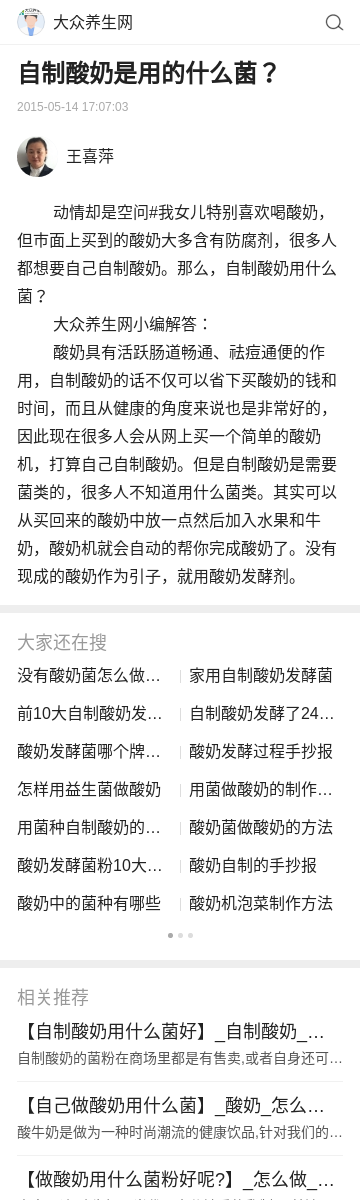 大众养生网
自制酸奶是用的什么菌？
2015-05-14 17:07:03
王喜萍
动情却是空问#我女儿特别喜欢喝酸奶，
但市面上买到的酸奶大多含有防腐剂，很多人
都想要自己自制酸奶。那么，自制酸奶用什么
菌？
大众养生网小编解答：
酸奶具有活跃肠道畅通、祛痘通便的作
用，自制酸奶的话不仅可以省下买酸奶的钱和
时间，而且从健康的角度来说也是非常好的，
因此现在很多人会从网上买一个简单的酸奶
机，打算自己自制酸奶。但是自制酸奶是需要
菌类的，很多人不知道用什么菌类。其实可以
从买回来的酸奶中放一点然后加入水果和牛
奶，酸奶机就会自动的帮你完成酸奶了。没有
现成的酸奶作为引子，就用酸奶发酵剂。
大家还在搜
没有酸奶菌怎么做… 家用自制酸奶发酵菌
前10大自制酸奶发… 自制酸奶发酵了24…
酸奶发酵菌哪个牌… 酸奶发酵过程手抄报
怎样用益生菌做酸奶 用菌做酸奶的制作…
用菌种自制酸奶的… 酸奶菌做酸奶的方法
酸奶发酵菌粉10大… 酸奶自制的手抄报
酸奶中的菌种有哪些 酸奶机泡菜制作方法
相关推荐
【自制酸奶用什么菌好】_自制酸奶_…
自制酸奶的菌粉在商场里都是有售卖,或者自身还可…
【自己做酸奶用什么菌】_酸奶_怎么…
酸牛奶是做为一种时尚潮流的健康饮品,针对我们的…
【做酸奶用什么菌粉好呢?】_怎么做_…